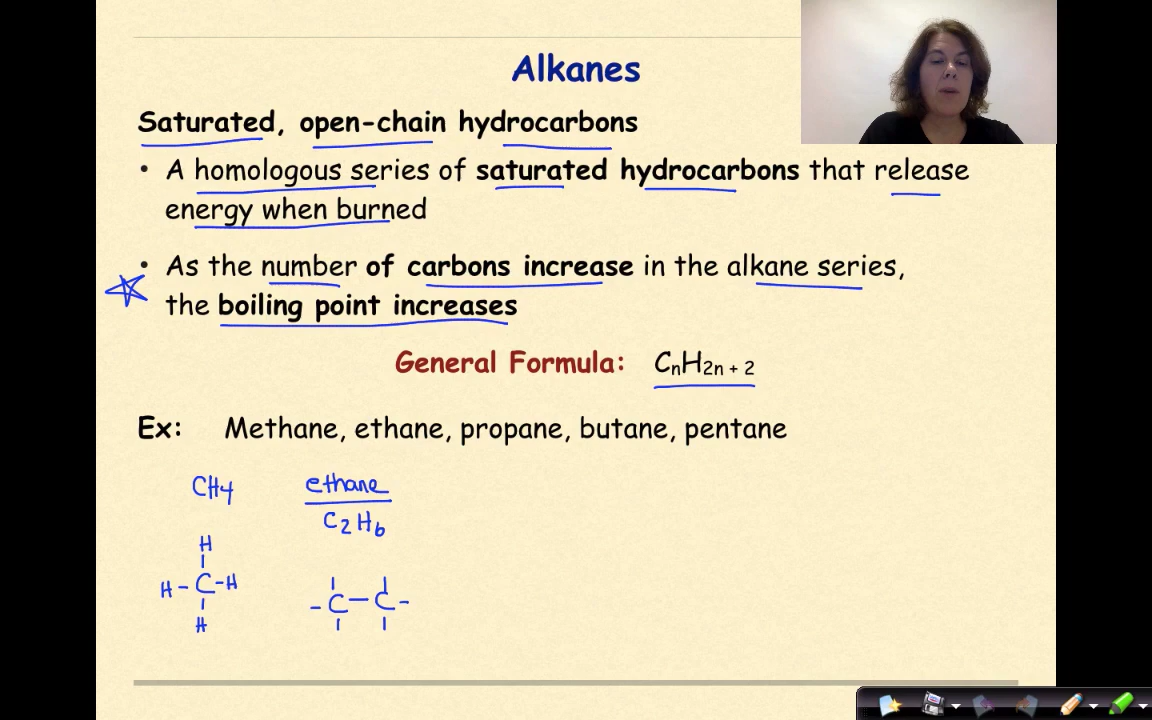 Alkanes
Saturated, open-chain hydrocarbons
• A homologous series of saturated hydrocarbons that release
energy when burned
• As the number of carbons increase in the alkane series,
the boiling point increases
General Formula: CnH2n + 2
Ex: Methane, ethane, propane, butane, pentane
CH4 ethane
C2H6
H
H - C - H
H
- C - C -